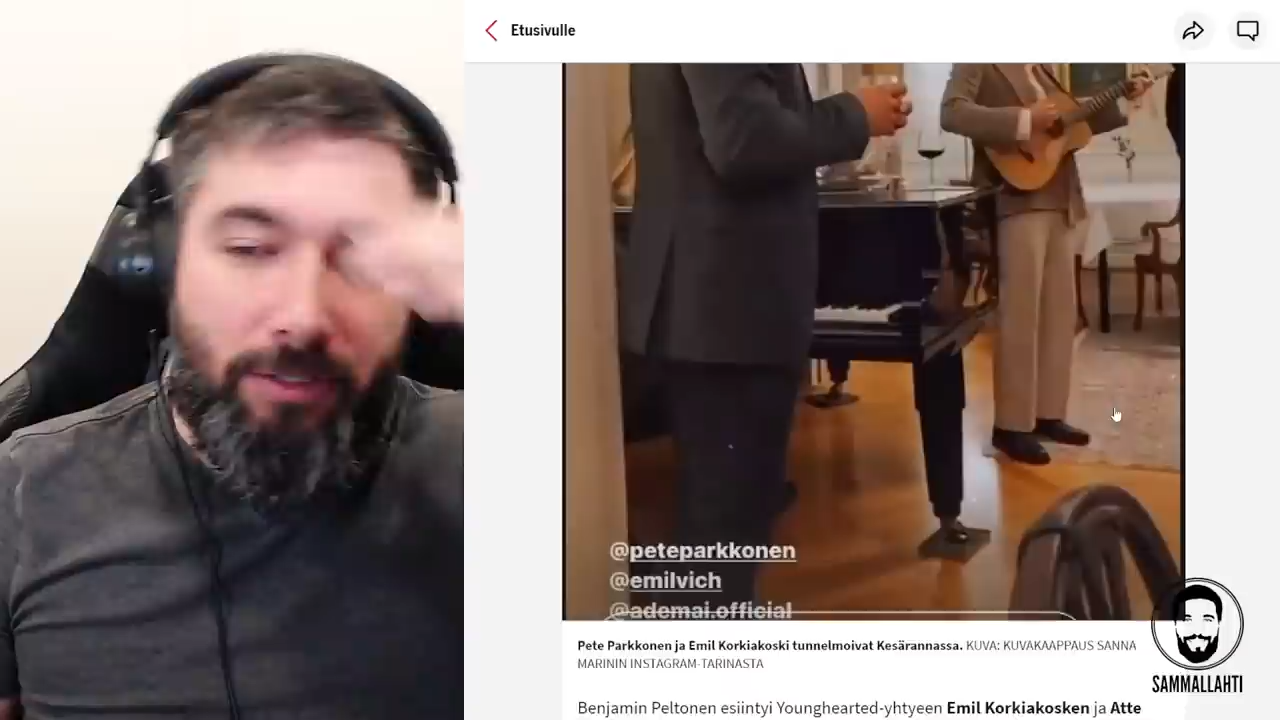 Etusivulle
@peteparkkonen
@emilvich
@ademai.official
Pete Parkkonen ja Emil Korkiakoski tunnelmoivat Kesärannassa. KUVA: KUVAKAAPPAUS SANNA
MARININ INSTAGRAM-TARINASTA
SAMMALLAHTI
Benjamin Peltonen esiintyi Younghearted-yhtyeen Emil Korkiakosken ja Atte